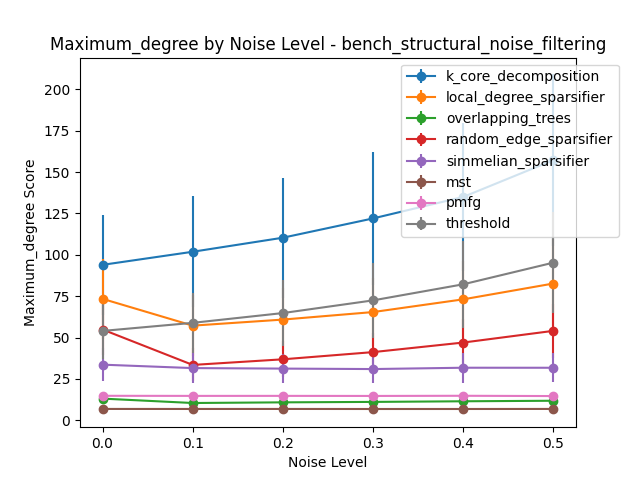 Maximum_degree by Noise Level - bench_structural_noise_filtering
Maximum_degree Score
200
175
150
125
100
75
50
25
0
k_core_decomposition
local_degree_sparsifier
overlapping_trees
random_edge_sparsifier
simmelian_sparsifier
mst
pmfg
threshold
0.0 0.1 0.2 0.3 0.4 0.5
Noise Level